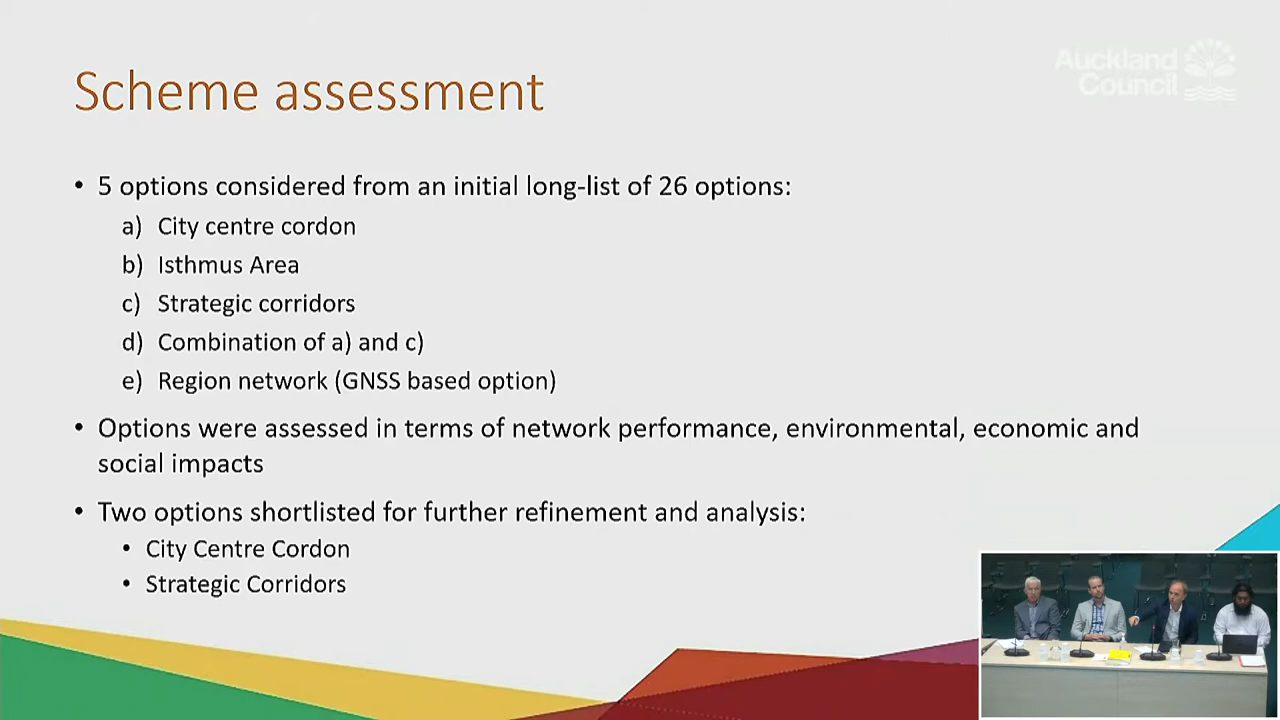 Auckland
Council
Scheme assessment
• 5 options considered from an initial long-list of 26 options:
a) City centre cordon
b) Isthmus Area
c) Strategic corridors
d) Combination of a) and c)
e) Region network (GNSS based option)
• Options were assessed in terms of network performance, environmental, economic and
social impacts
• Two options shortlisted for further refinement and analysis:
• City Centre Cordon
• Strategic Corridors